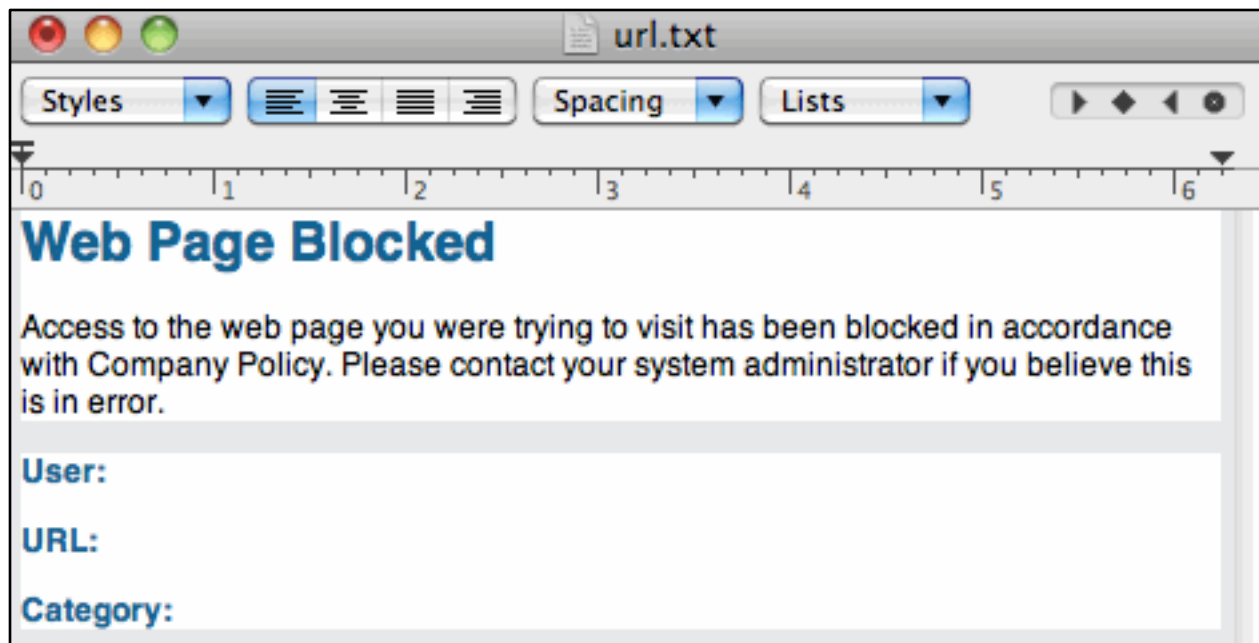 url.txt
Styles Spacing Lists
0 1 2 3 4 5 6
Web Page Blocked
Access to the web page you were trying to visit has been blocked in accordance
with Company Policy. Please contact your system administrator if you believe this
is in error.
User:
URL:
Category: